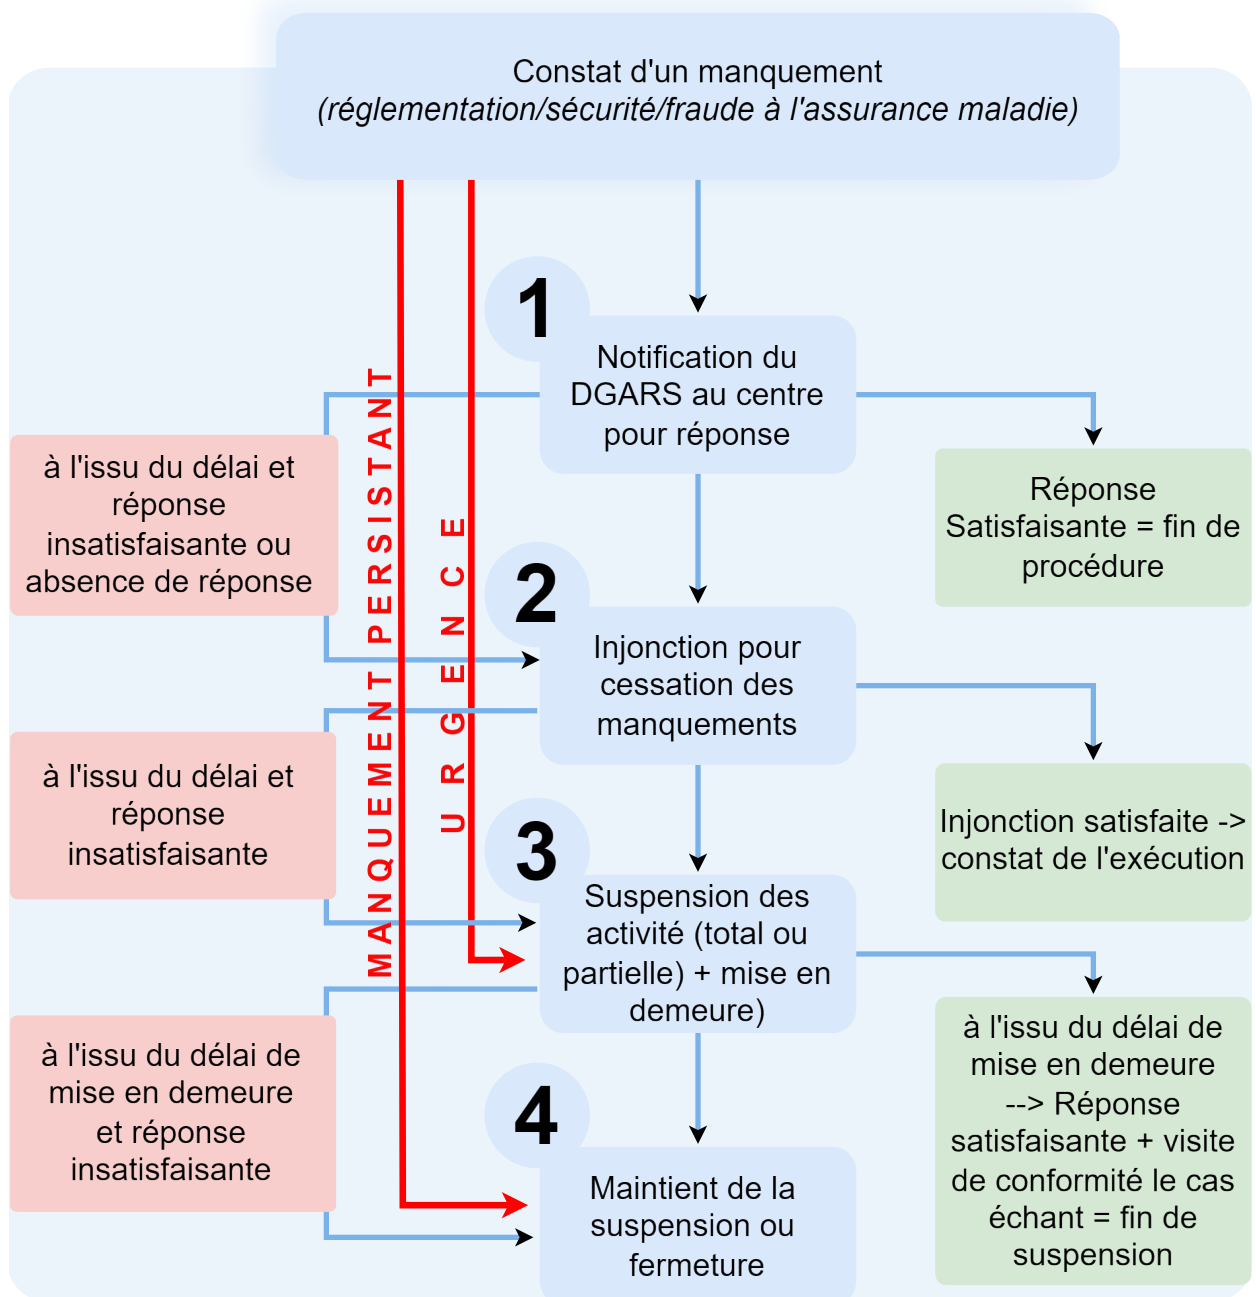 Constat d'un manquement
(réglementation/sécurité/fraude à l'assurance maladie)
1
Notification du
DGARS au centre
pour réponse
à l'issu du délai et
réponse
insatisfaisante ou
absence de réponse
Réponse
Satisfaisante = fin de
procédure
MANQUEMENT PERSISTANT
URGENCE
2
Injonction pour
cessation des
manquements
à l'issu du délai et
réponse
insatisfaisante
Injonction satisfaite ->
constat de l'exécution
3
Suspension des
activité (total ou
partielle) + mise en
demeure)
à l'issu du délai de
mise en demeure
et réponse
insatisfaisante
à l'issu du délai de
mise en demeure
--> Réponse
satisfaisante + visite
de conformité le cas
échant = fin de
suspension
4
Maintient de la
suspension ou
fermeture